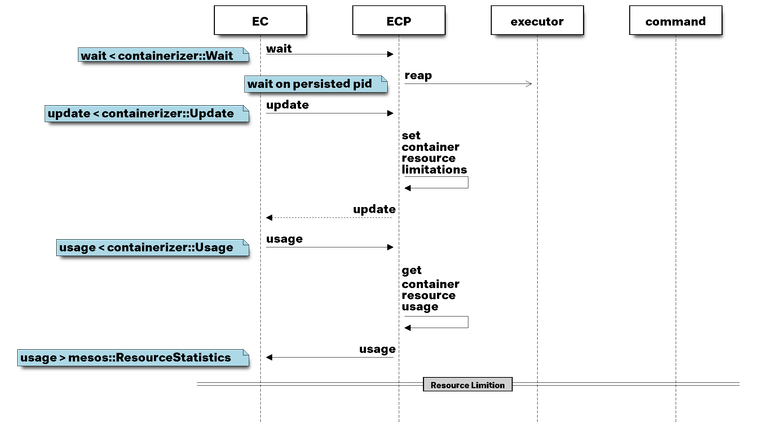 EC
ECP
executor
command
wait < containerizer::Wait
wait
wait on persisted pid
reap
update < containerizer::Update
update
set
container
resource
limitations
update
usage < containerizer::Usage
usage
get
container
resource
usage
usage > mesos::ResourceStatistics
usage
Resource Limition